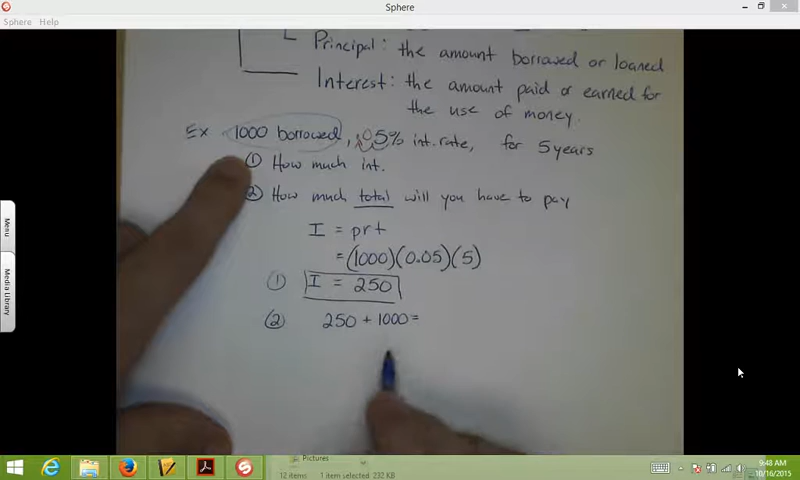 Sphere
Sphere Help
Principal: the amount borrowed or loaned
Interest: the amount paid or earned for
the use of money.
Ex 1000 borrowed, .05% int. rate, for 5 years
① How much int.
② How much total will you have to pay
I = prt
= (1000)(0.05)(5)
① I = 250
② 250 + 1000 =
Menu
Media Library
Pictures
12 items 1 item selected 232 KB
9:48 AM
10/16/2015